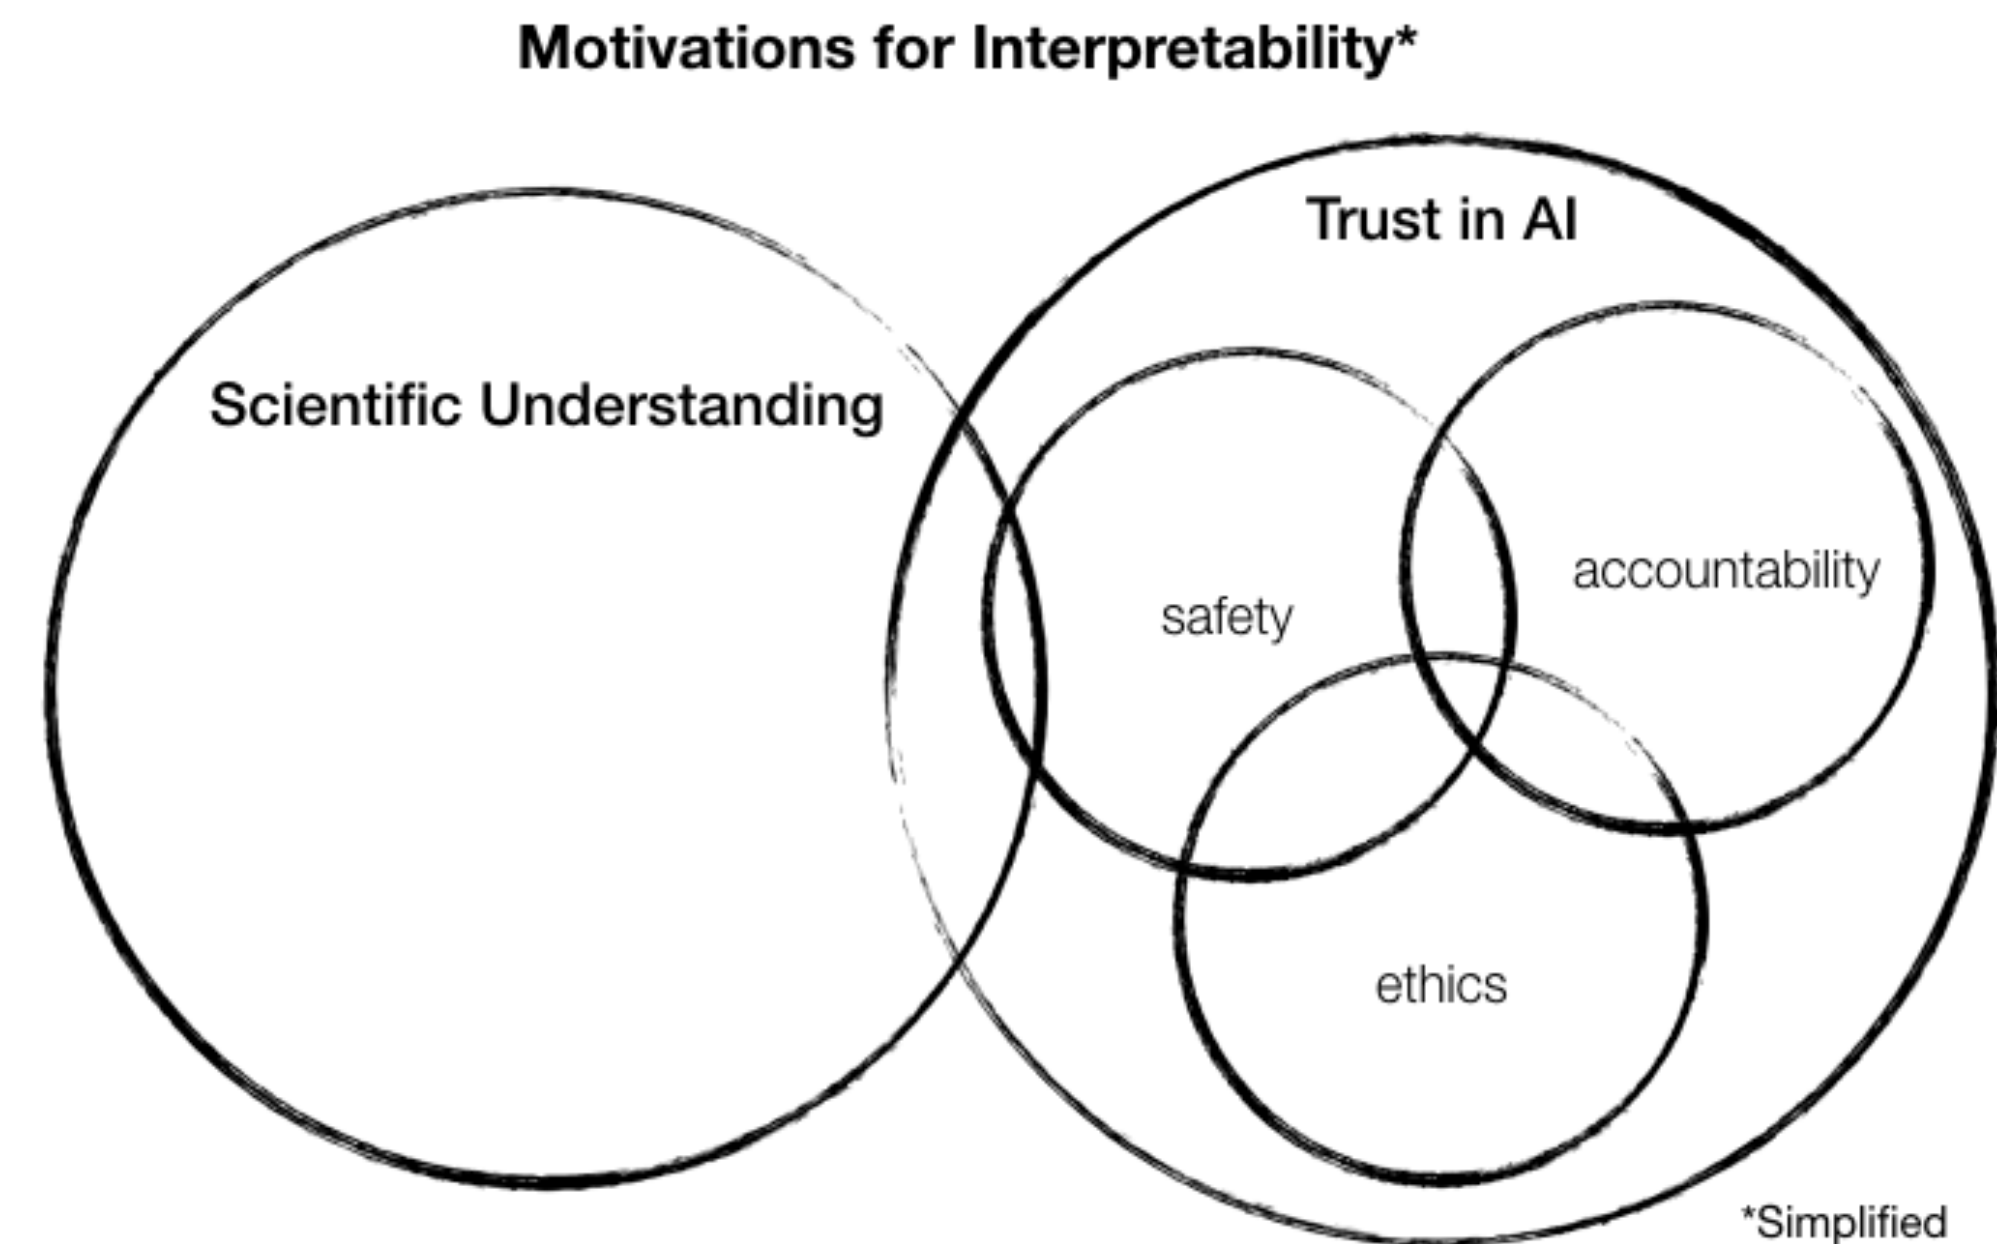 Motivations for Interpretability*
Trust in AI
Scientific Understanding
accountability
safety
ethics
*Simplified